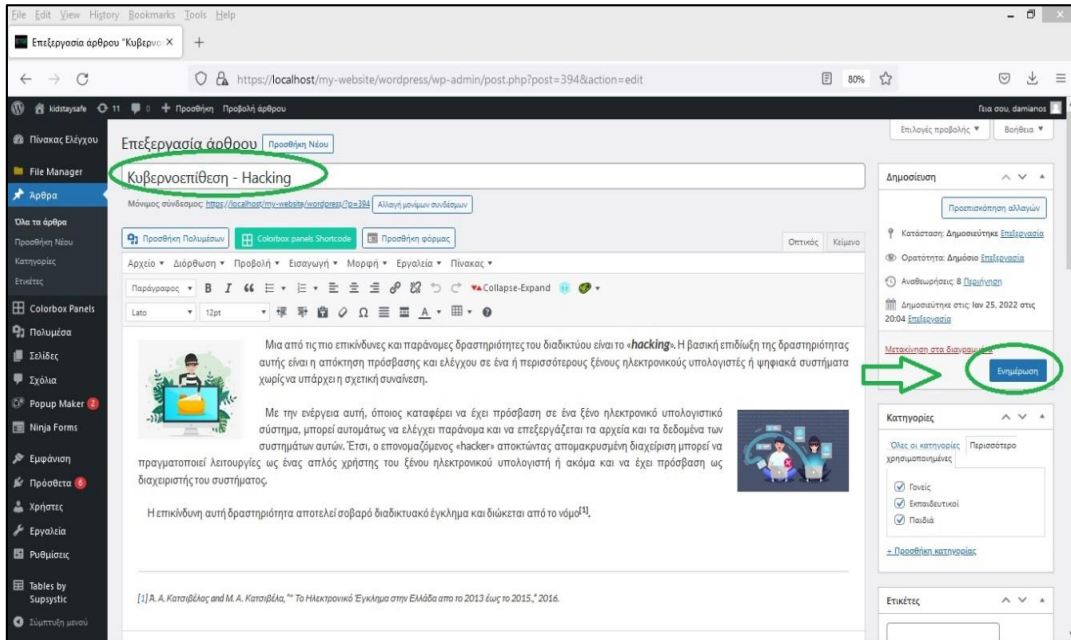 File Edit View History Bookmarks Tools Help
Επεξεργασία άρθρου "Κυβερνο
https://localhost/my-website/wordpress/wp-admin/post.php?post=394&action=edit
80%
kidstaysafe 11 0 + Προσθήκη Προβολή άρθρου
Γεια σου, damianos
Πίνακας Ελέγχου
File Manager
Άρθρα
Όλα τα άρθρα
Προσθήκη Νέου
Κατηγορίες
Ετικέτες
Colorbox Panels
Πολυμέσα
Σελίδες
Σχόλια
Popup Maker 2
Ninja Forms
Εμφάνιση
Πρόσθετα 6
Χρήστες
Εργαλεία
Ρυθμίσεις
Tables by
Supsystic
Σύμπτυξη μενού
Επιλογές προβολής Βοήθεια
Επεξεργασία άρθρου Προσθήκη Νέου
Κυβερνοεπίθεση - Hacking
Μόνιμος σύνδεσμος: https://localhost/my-website/wordpress/?p=394 Αλλαγή μονίμων συνδέσμων
Προσθήκη Πολυμέσων Colorbox panels Shortcode Προσθήκη φόρμας
Οπτικός Κείμενο
Αρχείο Διόρθωση Προβολή Εισαγωγή Μορφή Εργαλεία Πίνακας
Παράγραφος B I Collapse-Expand
Lato 12pt Ω A
Μια από τις πιο επικίνδυνες και παράνομες δραστηριότητες του διαδικτύου είναι το «hacking». Η βασική επιδίωξη της δραστηριότητας
αυτής είναι η απόκτηση πρόσβασης και ελέγχου σε ένα ή περισσότερους ξένους ηλεκτρονικούς υπολογιστές ή ψηφιακά συστήματα
χωρίς να υπάρχει η σχετική συναίνεση.
Με την ενέργεια αυτή, όποιος καταφέρει να έχει πρόσβαση σε ένα ξένο ηλεκτρονικό υπολογιστικό
σύστημα, μπορεί αυτομάτως να ελέγχει παράνομα και να επεξεργάζεται τα αρχεία και τα δεδομένα των
συστημάτων αυτών. Έτσι, ο επονομαζόμενος «hacker» αποκτώντας απομακρυσμένη διαχείριση μπορεί να
πραγματοποιεί λειτουργίες ως ένας απλός χρήστης του ξένου ηλεκτρονικού υπολογιστή ή ακόμα και να έχει πρόσβαση ως
διαχειριστής του συστήματος.
Η επικίνδυνη αυτή δραστηριότητα αποτελεί σοβαρό διαδικτυακό έγκλημα και διώκεται από το νόμο[1].
[1] Ά. Α. Κατσιβέλος and Μ. Α. Κατσιβέλα, "" Το Ηλεκτρονικό Έγκλημα στην Ελλάδα απο το 2013 έως το 2015.," 2016.
Δημοσίευση
Προεπισκόπηση αλλαγών
Κατάσταση: Δημοσιεύτηκε Επεξεργασία
Ορατότητα: Δημόσιο Επεξεργασία
Αναθεωρήσεις: 8 Περιήγηση
Δημοσιεύτηκε στις: Ιαν 25, 2022 στις
20:04 Επεξεργασία
Μετακίνηση στα διαγραμμένα
Ενημέρωση
Κατηγορίες
Όλες οι κατηγορίες Περισσότερο
χρησιμοποιημένες
Γονείς
Εκπαιδευτικοί
Παιδιά
+ Προσθήκη κατηγορίας
Ετικέτες